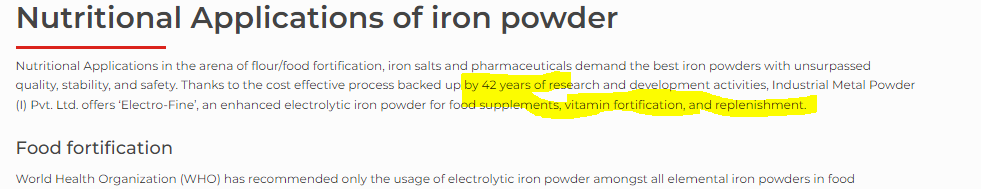 Nutritional Applications of iron powder
Nutritional Applications in the arena of flour/food fortification, iron salts and pharmaceuticals demand the best iron powders with unsurpassed
quality, stability, and safety. Thanks to the cost effective process backed up by 42 years of research and development activities, Industrial Metal Powder
(I) Pvt. Ltd. offers ‘Electro-Fine’, an enhanced electrolytic iron powder for food supplements, vitamin fortification, and replenishment.
Food fortification
World Health Organization (WHO) has recommended only the usage of electrolytic iron powder amongst all elemental iron powders in food